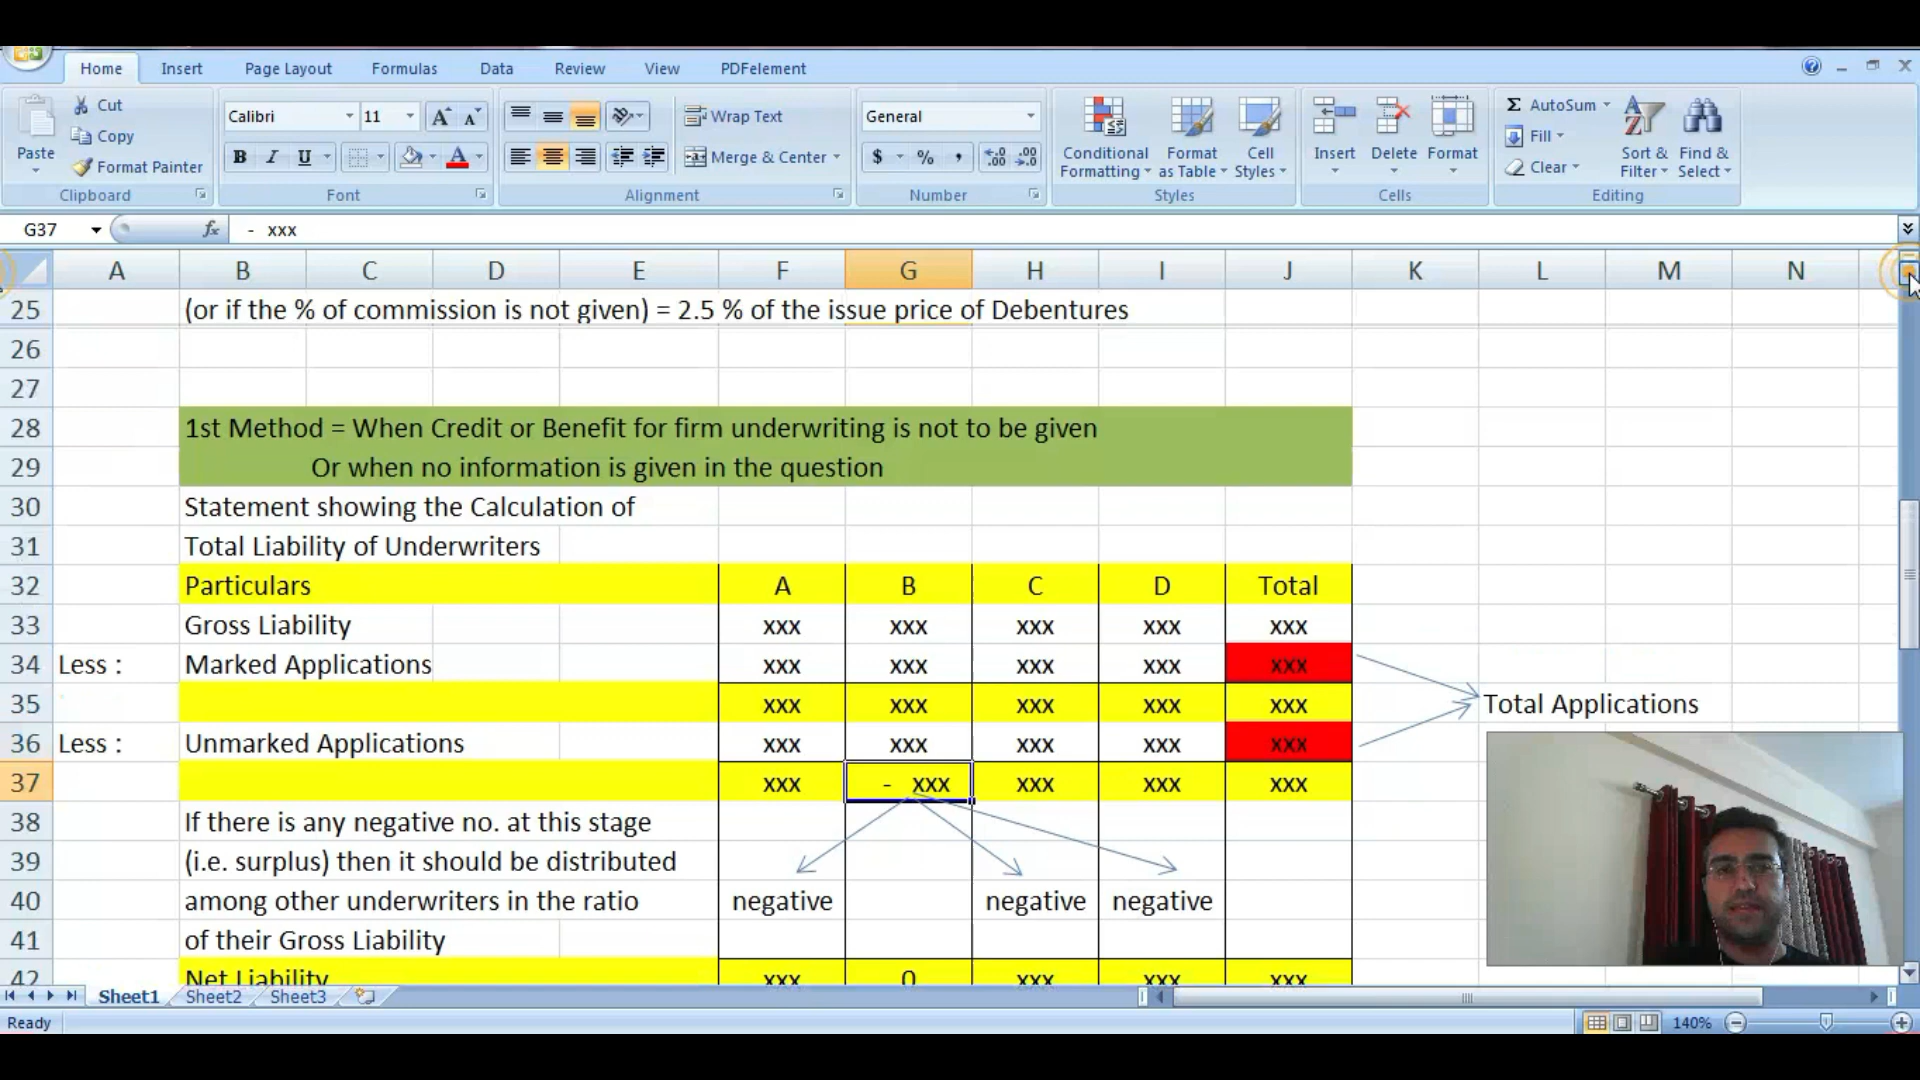 Home Insert Page Layout Formulas Data Review View PDFelement
Paste
Cut
Copy
Format Painter
Clipboard
Calibri 11
B I U
Font
Wrap Text
Merge & Center
Alignment
General
$ % ,
Number
Conditional Formatting
Format as Table
Cell Styles
Styles
Insert Delete Format
Cells
Σ AutoSum
Fill
Clear
Sort & Filter
Find & Select
Editing
G37 fx - xxx
A B C D E F G H I J K L M N
25 (or if the % of commission is not given) = 2.5 % of the issue price of Debentures
26
27
28 1st Method = When Credit or Benefit for firm underwriting is not to be given
29 Or when no information is given in the question
30 Statement showing the Calculation of
31 Total Liability of Underwriters
32 Particulars A B C D Total
33 Gross Liability xxx xxx xxx xxx xxx
34 Less : Marked Applications xxx xxx xxx xxx xxx
35 xxx xxx xxx xxx xxx Total Applications
36 Less : Unmarked Applications xxx xxx xxx xxx xxx
37 xxx - xxx xxx xxx xxx
38 If there is any negative no. at this stage
39 (i.e. surplus) then it should be distributed
40 among other underwriters in the ratio negative negative negative
41 of their Gross Liability
42 Net Liability xxx 0 xxx xxx xxx
Sheet1 Sheet2 Sheet3
Ready 140%